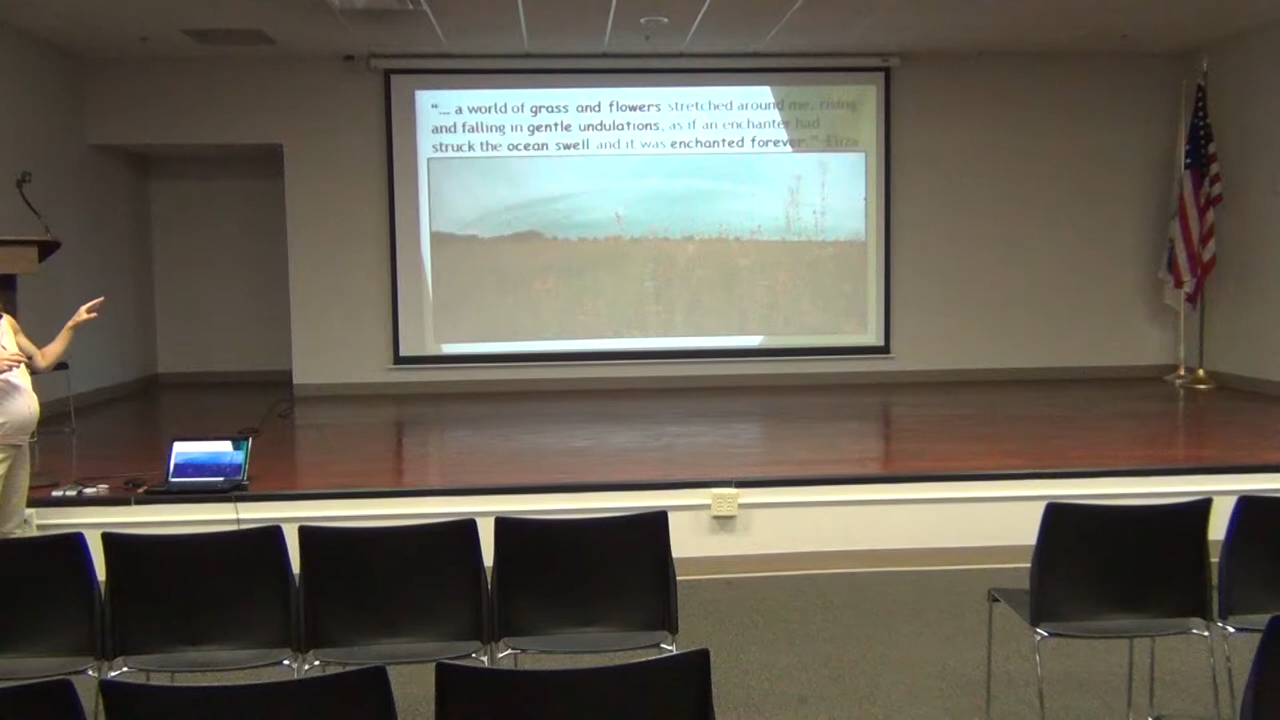 “... a world of grass and flowers stretched around me, rising
and falling in gentle undulations, as if an enchanter had
struck the ocean swell and it was enchanted forever.” Eliza